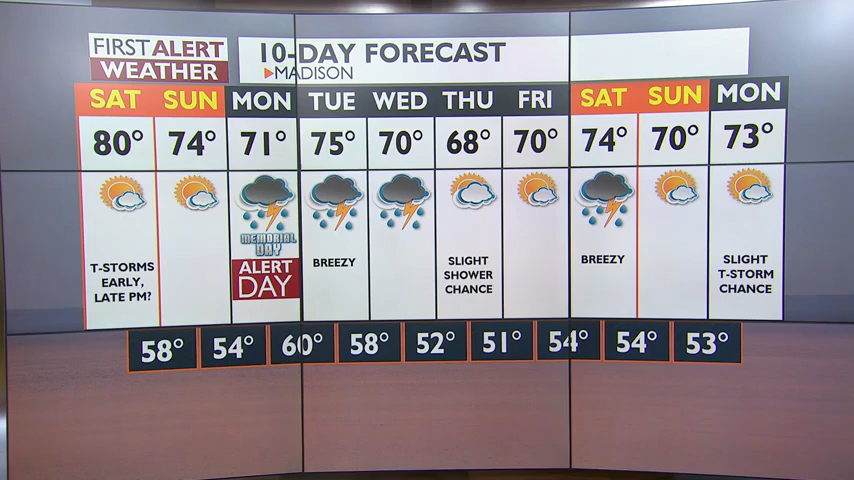 FIRST ALERT
WEATHER
10-DAY FORECAST
MADISON
SAT SUN MON TUE WED THU FRI SAT SUN MON
80° 74° 71° 75° 70° 68° 70° 74° 70° 73°
T-STORMS
EARLY,
LATE PM?
MEMORIAL
DAY
ALERT
DAY
BREEZY
SLIGHT
SHOWER
CHANCE
BREEZY
SLIGHT
T-STORM
CHANCE
58° 54° 60° 58° 52° 51° 54° 54° 53°